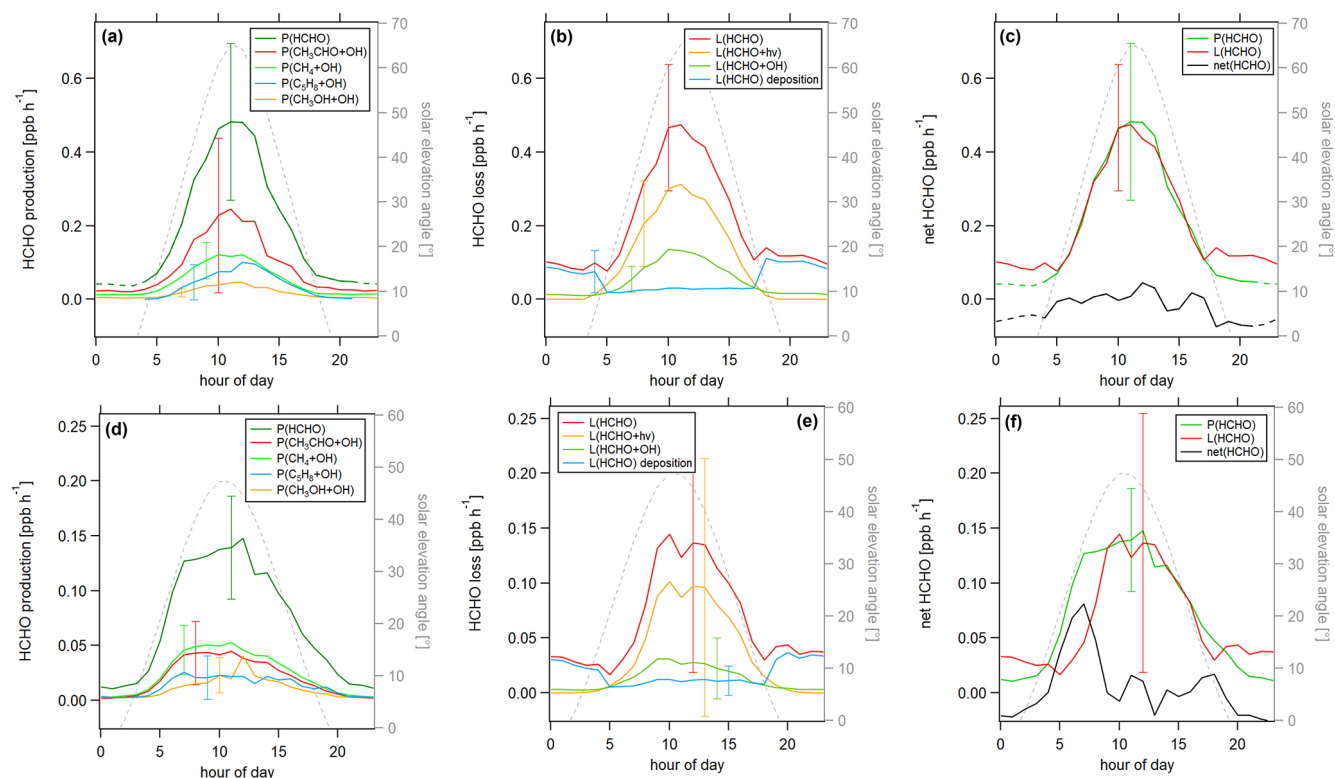 (a)
P(HCHO)
P(CH₃CHO+OH)
P(CH₄+OH)
P(C₅H₈+OH)
P(CH₃OH+OH)
HCHO production [ppb h⁻¹]
0.6
0.4
0.2
0.0
70
60
50
40
30
20
10
0
solar elevation angle [°]
0 5 10 15 20
hour of day
(b)
L(HCHO)
L(HCHO+hv)
L(HCHO+OH)
L(HCHO) deposition
HCHO loss [ppb h⁻¹]
0.6
0.4
0.2
0.0
70
60
50
40
30
20
10
0
solar elevation angle [°]
0 5 10 15 20
hour of day
(c)
P(HCHO)
L(HCHO)
net(HCHO)
net HCHO [ppb h⁻¹]
0.6
0.4
0.2
0.0
70
60
50
40
30
20
10
0
solar elevation angle [°]
0 5 10 15 20
hour of day
(d)
P(HCHO)
P(CH₃CHO+OH)
P(CH₄+OH)
P(C₅H₈+OH)
P(CH₃OH+OH)
HCHO production [ppb h⁻¹]
0.25
0.20
0.15
0.10
0.05
0.00
60
50
40
30
20
10
0
solar elevation angle [°]
0 5 10 15 20
hour of day
(e)
L(HCHO)
L(HCHO+hv)
L(HCHO+OH)
L(HCHO) deposition
HCHO loss [ppb h⁻¹]
0.25
0.20
0.15
0.10
0.05
0.00
60
50
40
30
20
10
0
solar elevation angle [°]
0 5 10 15 20
hour of day
(f)
P(HCHO)
L(HCHO)
net(HCHO)
net HCHO [ppb h⁻¹]
0.25
0.20
0.15
0.10
0.05
0.00
60
50
40
30
20
10
0
solar elevation angle [°]
0 5 10 15 20
hour of day